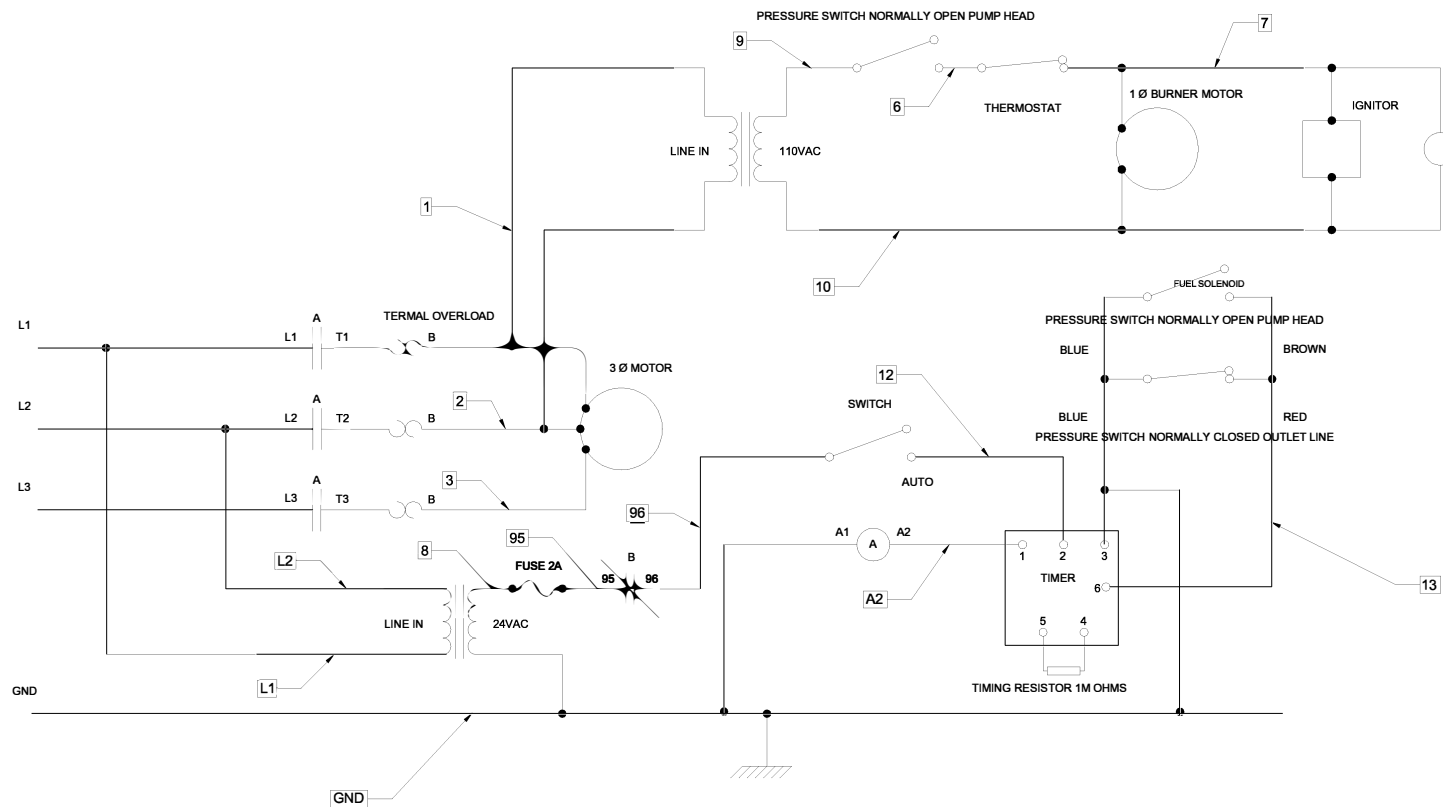 PRESSURE SWITCH NORMALLY OPEN PUMP HEAD
9
7
6
THERMOSTAT
1 Ø BURNER MOTOR
IGNITOR
LINE IN
110VAC
1
10
FUEL SOLENOID
PRESSURE SWITCH NORMALLY OPEN PUMP HEAD
BLUE
BROWN
L1
A
TERMAL OVERLOAD
L1
T1
B
3 Ø MOTOR
12
L2
A
2
SWITCH
L2
T2
B
BLUE
RED
PRESSURE SWITCH NORMALLY CLOSED OUTLET LINE
L3
A
3
AUTO
L3
T3
B
96
A1
A
A2
95
8
FUSE 2A
B
95
96
1
2
3
TIMER
6
5
4
A2
13
L2
LINE IN
24VAC
L1
TIMING RESISTOR 1M OHMS
GND
GND